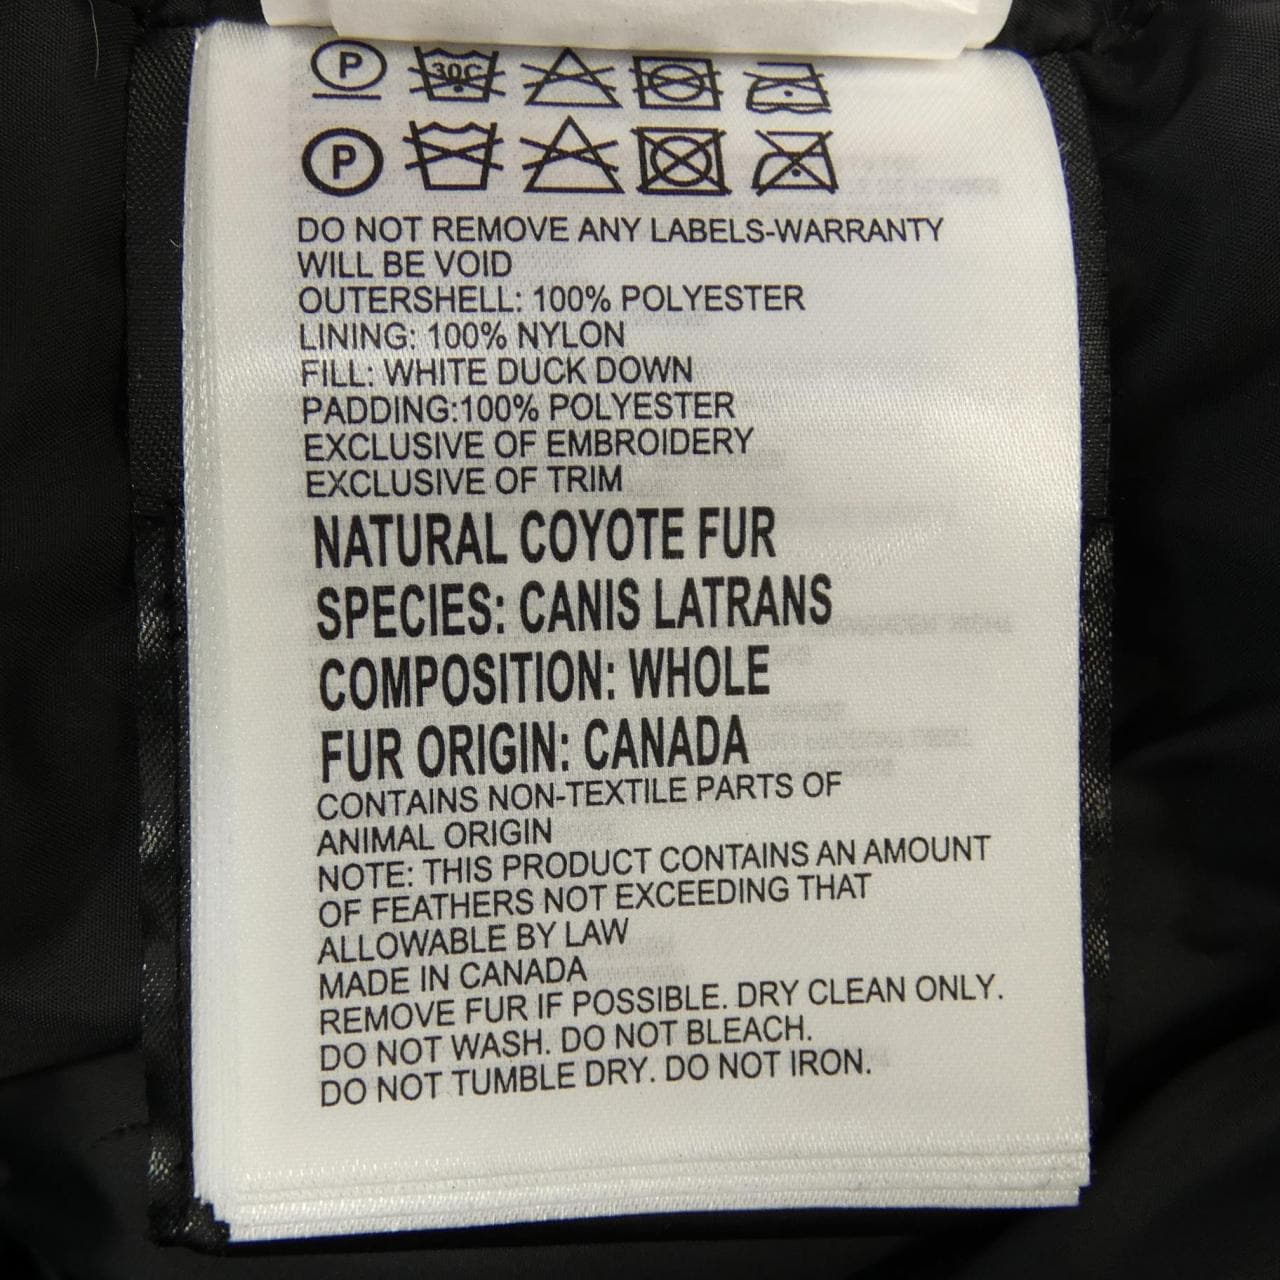 P 30C
P
DO NOT REMOVE ANY LABELS-WARRANTY
WILL BE VOID
OUTERSHELL: 100% POLYESTER
LINING: 100% NYLON
FILL: WHITE DUCK DOWN
PADDING:100% POLYESTER
EXCLUSIVE OF EMBROIDERY
EXCLUSIVE OF TRIM
NATURAL COYOTE FUR
SPECIES: CANIS LATRANS
COMPOSITION: WHOLE
FUR ORIGIN: CANADA
CONTAINS NON-TEXTILE PARTS OF
ANIMAL ORIGIN
NOTE: THIS PRODUCT CONTAINS AN AMOUNT
OF FEATHERS NOT EXCEEDING THAT
ALLOWABLE BY LAW
MADE IN CANADA
REMOVE FUR IF POSSIBLE. DRY CLEAN ONLY.
DO NOT WASH. DO NOT BLEACH.
DO NOT TUMBLE DRY. DO NOT IRON.